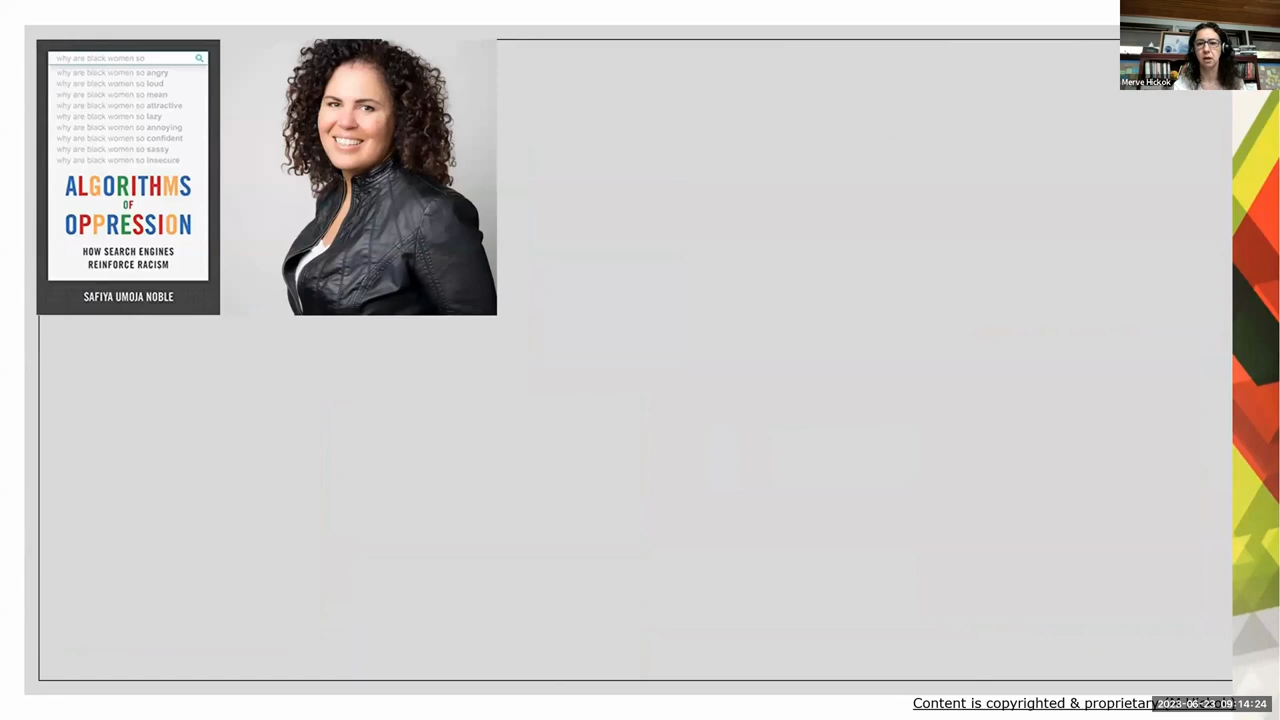 why are black women so
why are black women so angry
why are black women so loud
why are black women so mean
why are black women so attractive
why are black women so lazy
why are black women so annoying
why are black women so confident
why are black women so sassy
why are black women so insecure
ALGORITHMS
OF
OPPRESSION
HOW SEARCH ENGINES
REINFORCE RACISM
SAFIYA UMOJA NOBLE
Merve Hickok
Content is copyrighted & proprietary
2023-06-23 09:14:24